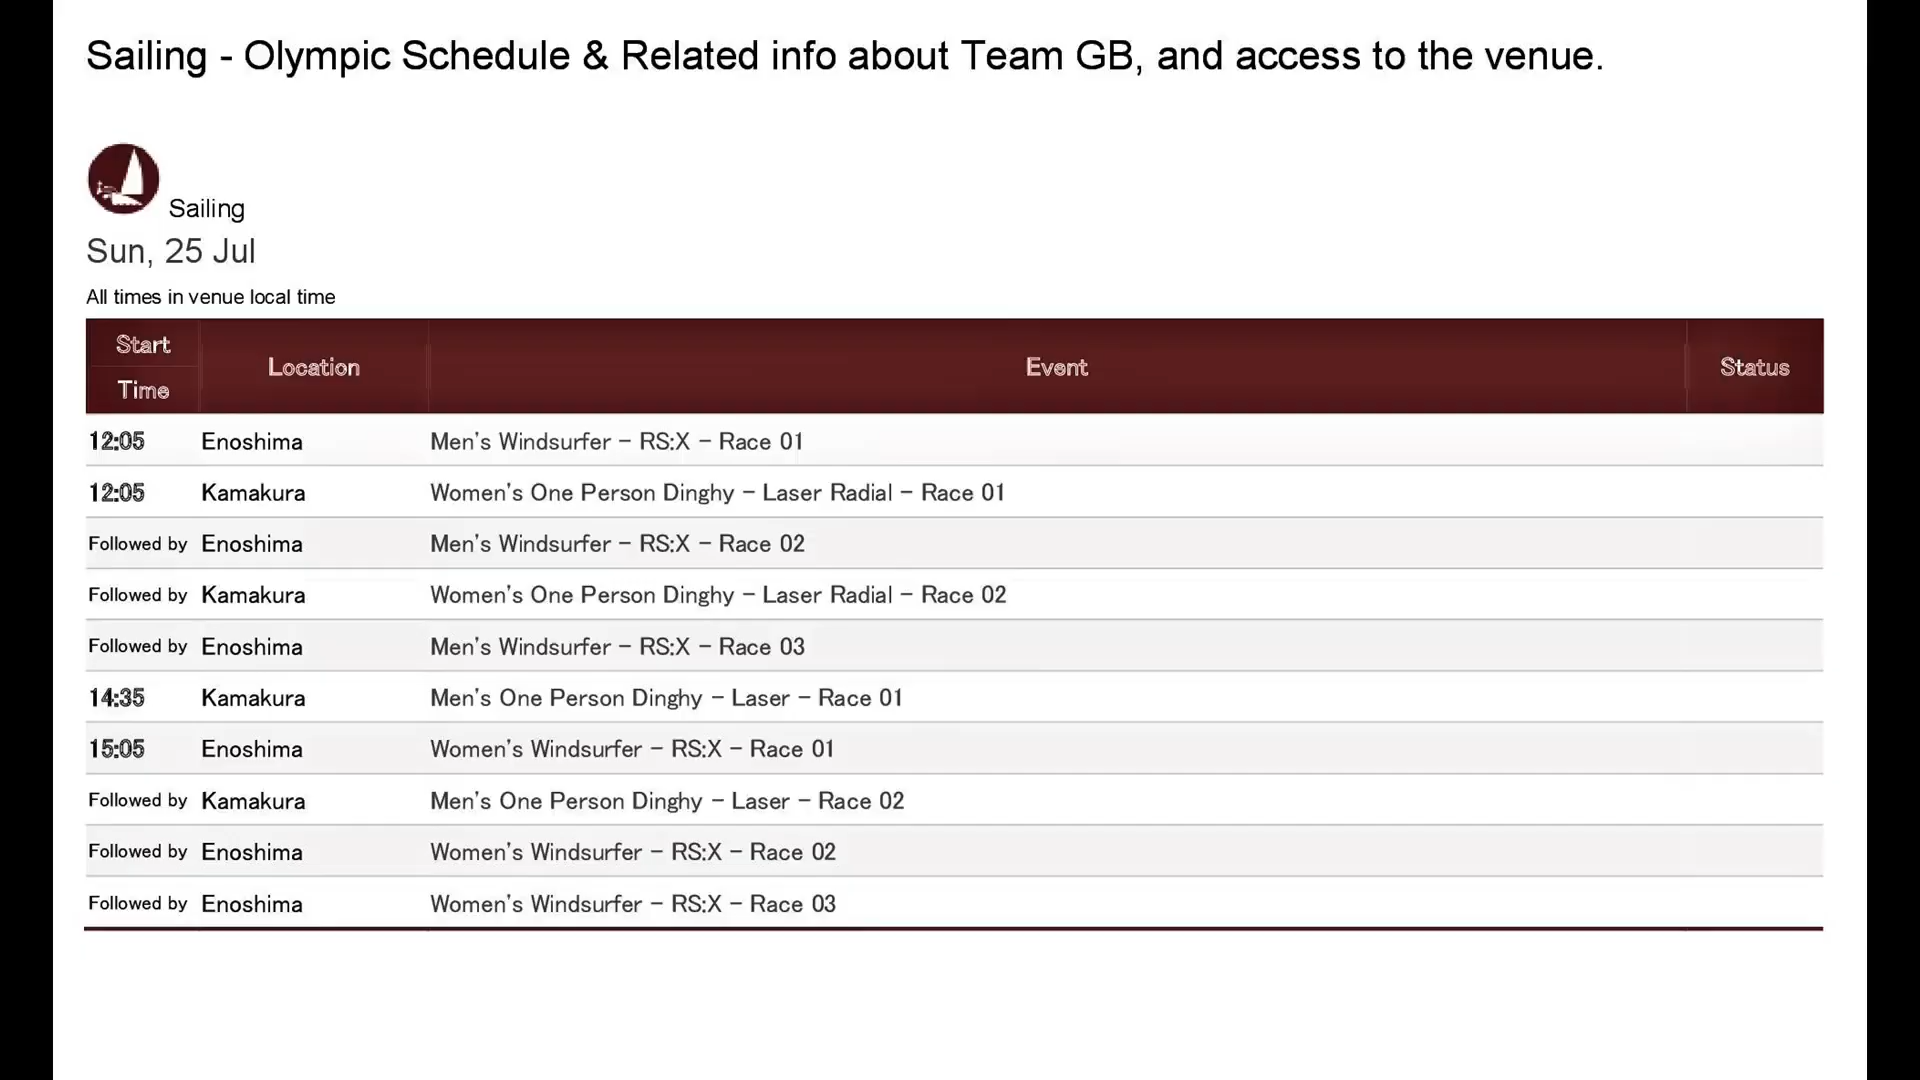 Sailing - Olympic Schedule & Related info about Team GB, and access to the venue.
Sailing
Sun, 25 Jul
All times in venue local time
Start Time Location Event Status
12:05 Enoshima Men's Windsurfer - RS:X - Race 01
12:05 Kamakura Women's One Person Dinghy - Laser Radial - Race 01
Followed by Enoshima Men's Windsurfer - RS:X - Race 02
Followed by Kamakura Women's One Person Dinghy - Laser Radial - Race 02
Followed by Enoshima Men's Windsurfer - RS:X - Race 03
14:35 Kamakura Men's One Person Dinghy - Laser - Race 01
15:05 Enoshima Women's Windsurfer - RS:X - Race 01
Followed by Kamakura Men's One Person Dinghy - Laser - Race 02
Followed by Enoshima Women's Windsurfer - RS:X - Race 02
Followed by Enoshima Women's Windsurfer - RS:X - Race 03